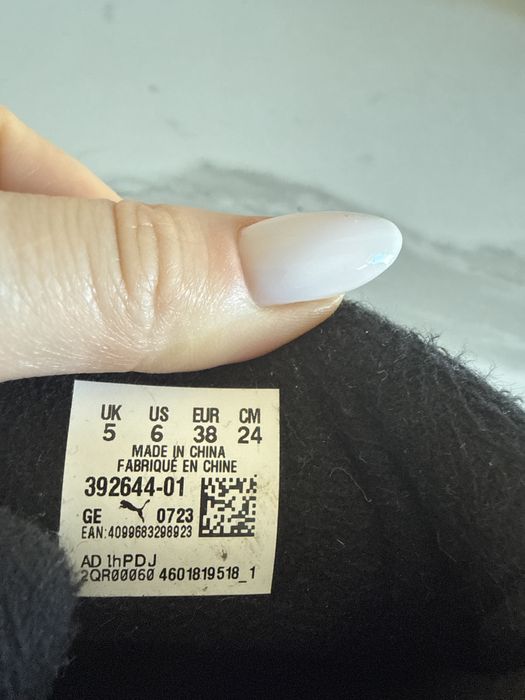 UK US EUR CM
5 6 38 24
MADE IN CHINA
FABRIQUÉ EN CHINE
392644-01
GE 0723
EAN:4099683298923
AD 1hPDJ
2QR00060 4601819518_1